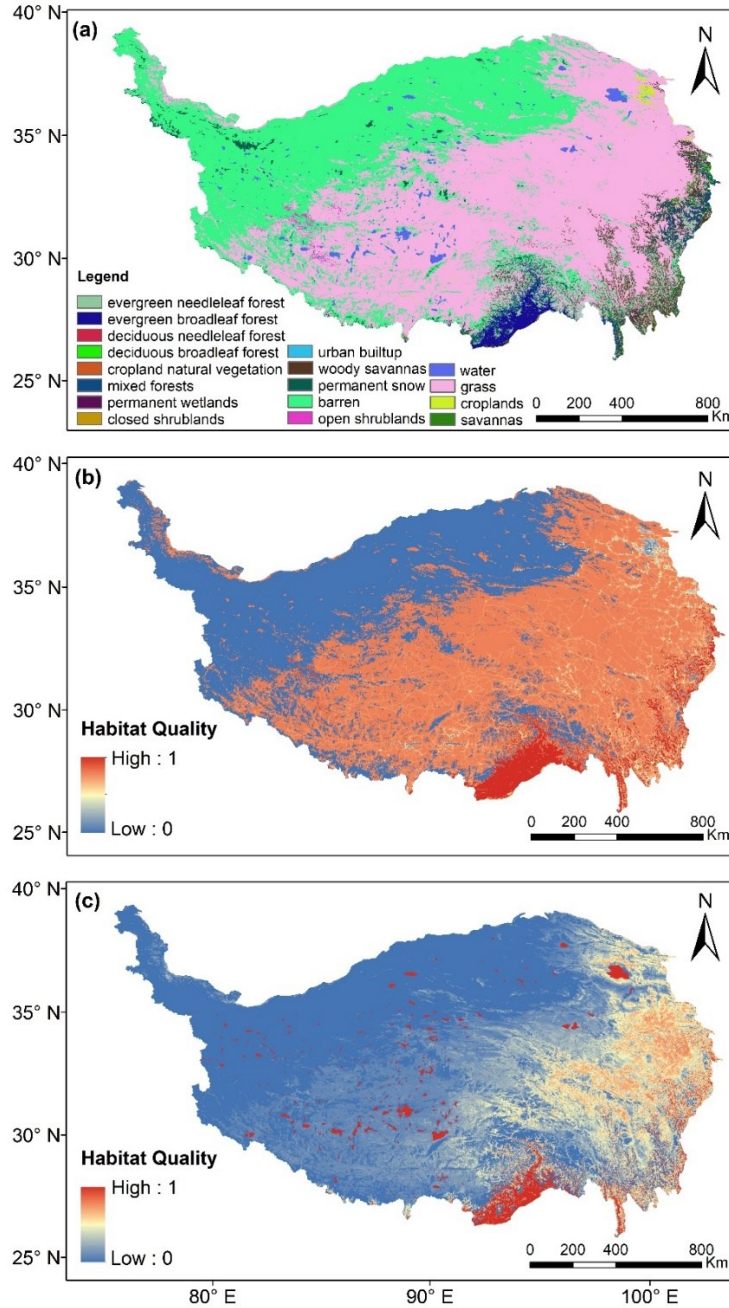 40° N
(a)
N
35° N
30° N
Legend
evergreen needleleaf forest
evergreen broadleaf forest
deciduous needleleaf forest
deciduous broadleaf forest
cropland natural vegetation
mixed forests
permanent wetlands
closed shrublands
urban builtup
woody savannas
permanent snow
barren
open shrublands
water
grass
croplands
savannas
25° N
0 200 400 800
Km
40° N
(b)
N
35° N
30° N
Habitat Quality
High : 1
Low : 0
25° N
0 200 400 800
Km
40° N
(c)
N
35° N
30° N
Habitat Quality
High : 1
Low : 0
25° N
0 200 400 800
Km
80° E 90° E 100° E